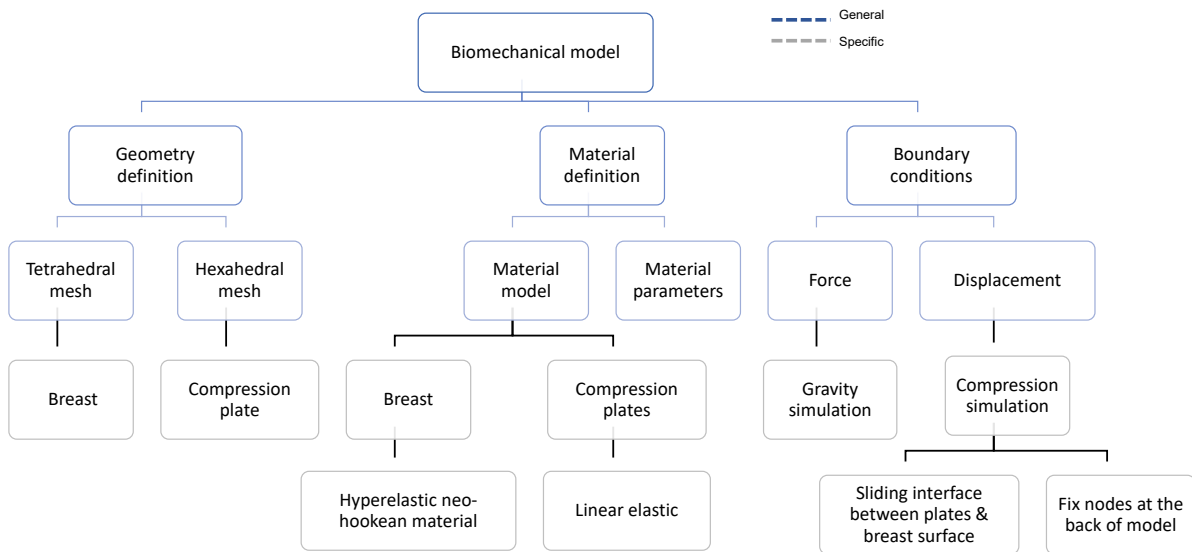 General
Specific
Biomechanical model
Geometry
definition
Material
definition
Boundary
conditions
Tetrahedral
mesh
Hexahedral
mesh
Material
model
Material
parameters
Force
Displacement
Breast
Compression
plate
Breast
Compression
plates
Gravity
simulation
Compression
simulation
Hyperelastic neo-
hookean material
Linear elastic
Sliding interface
between plates &
breast surface
Fix nodes at the
back of model